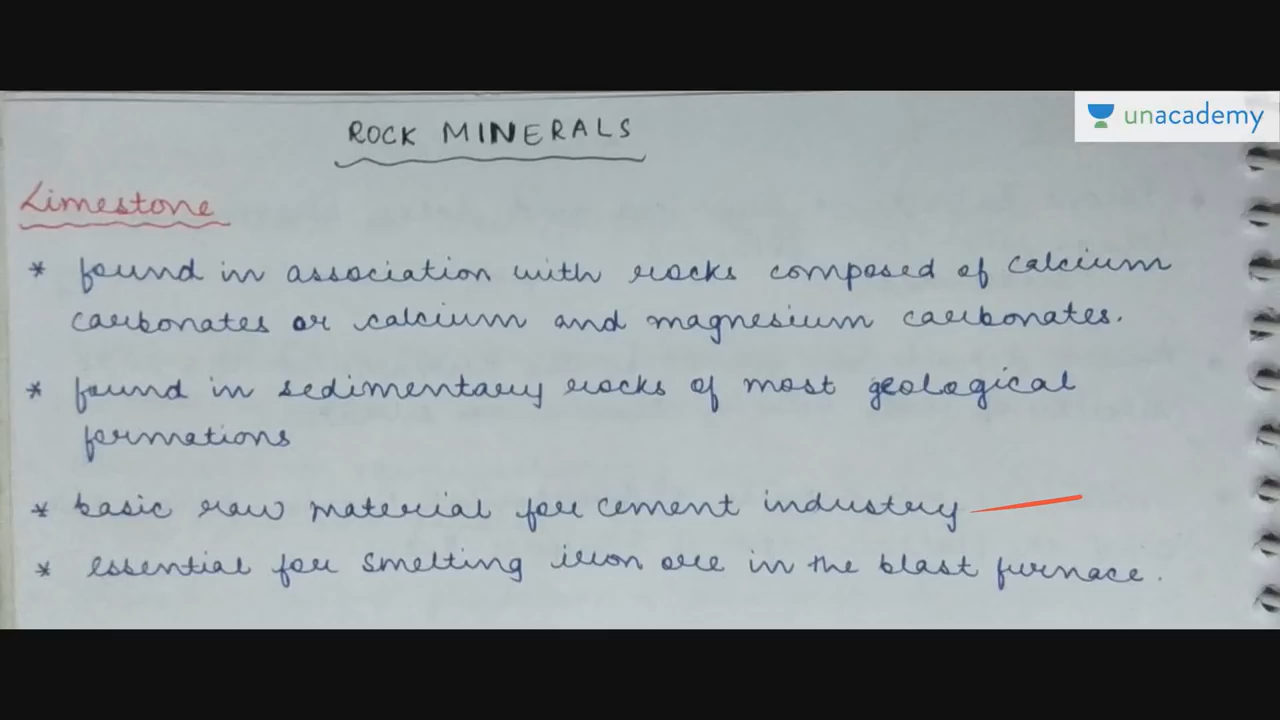 unacademy
ROCK MINERALS
Limestone
* found in association with rocks composed of calcium
carbonates or calcium and magnesium carbonates.
* found in sedimentary rocks of most geological
formations
* basic raw material for cement industry
* essential for smelting iron ore in the blast furnace.